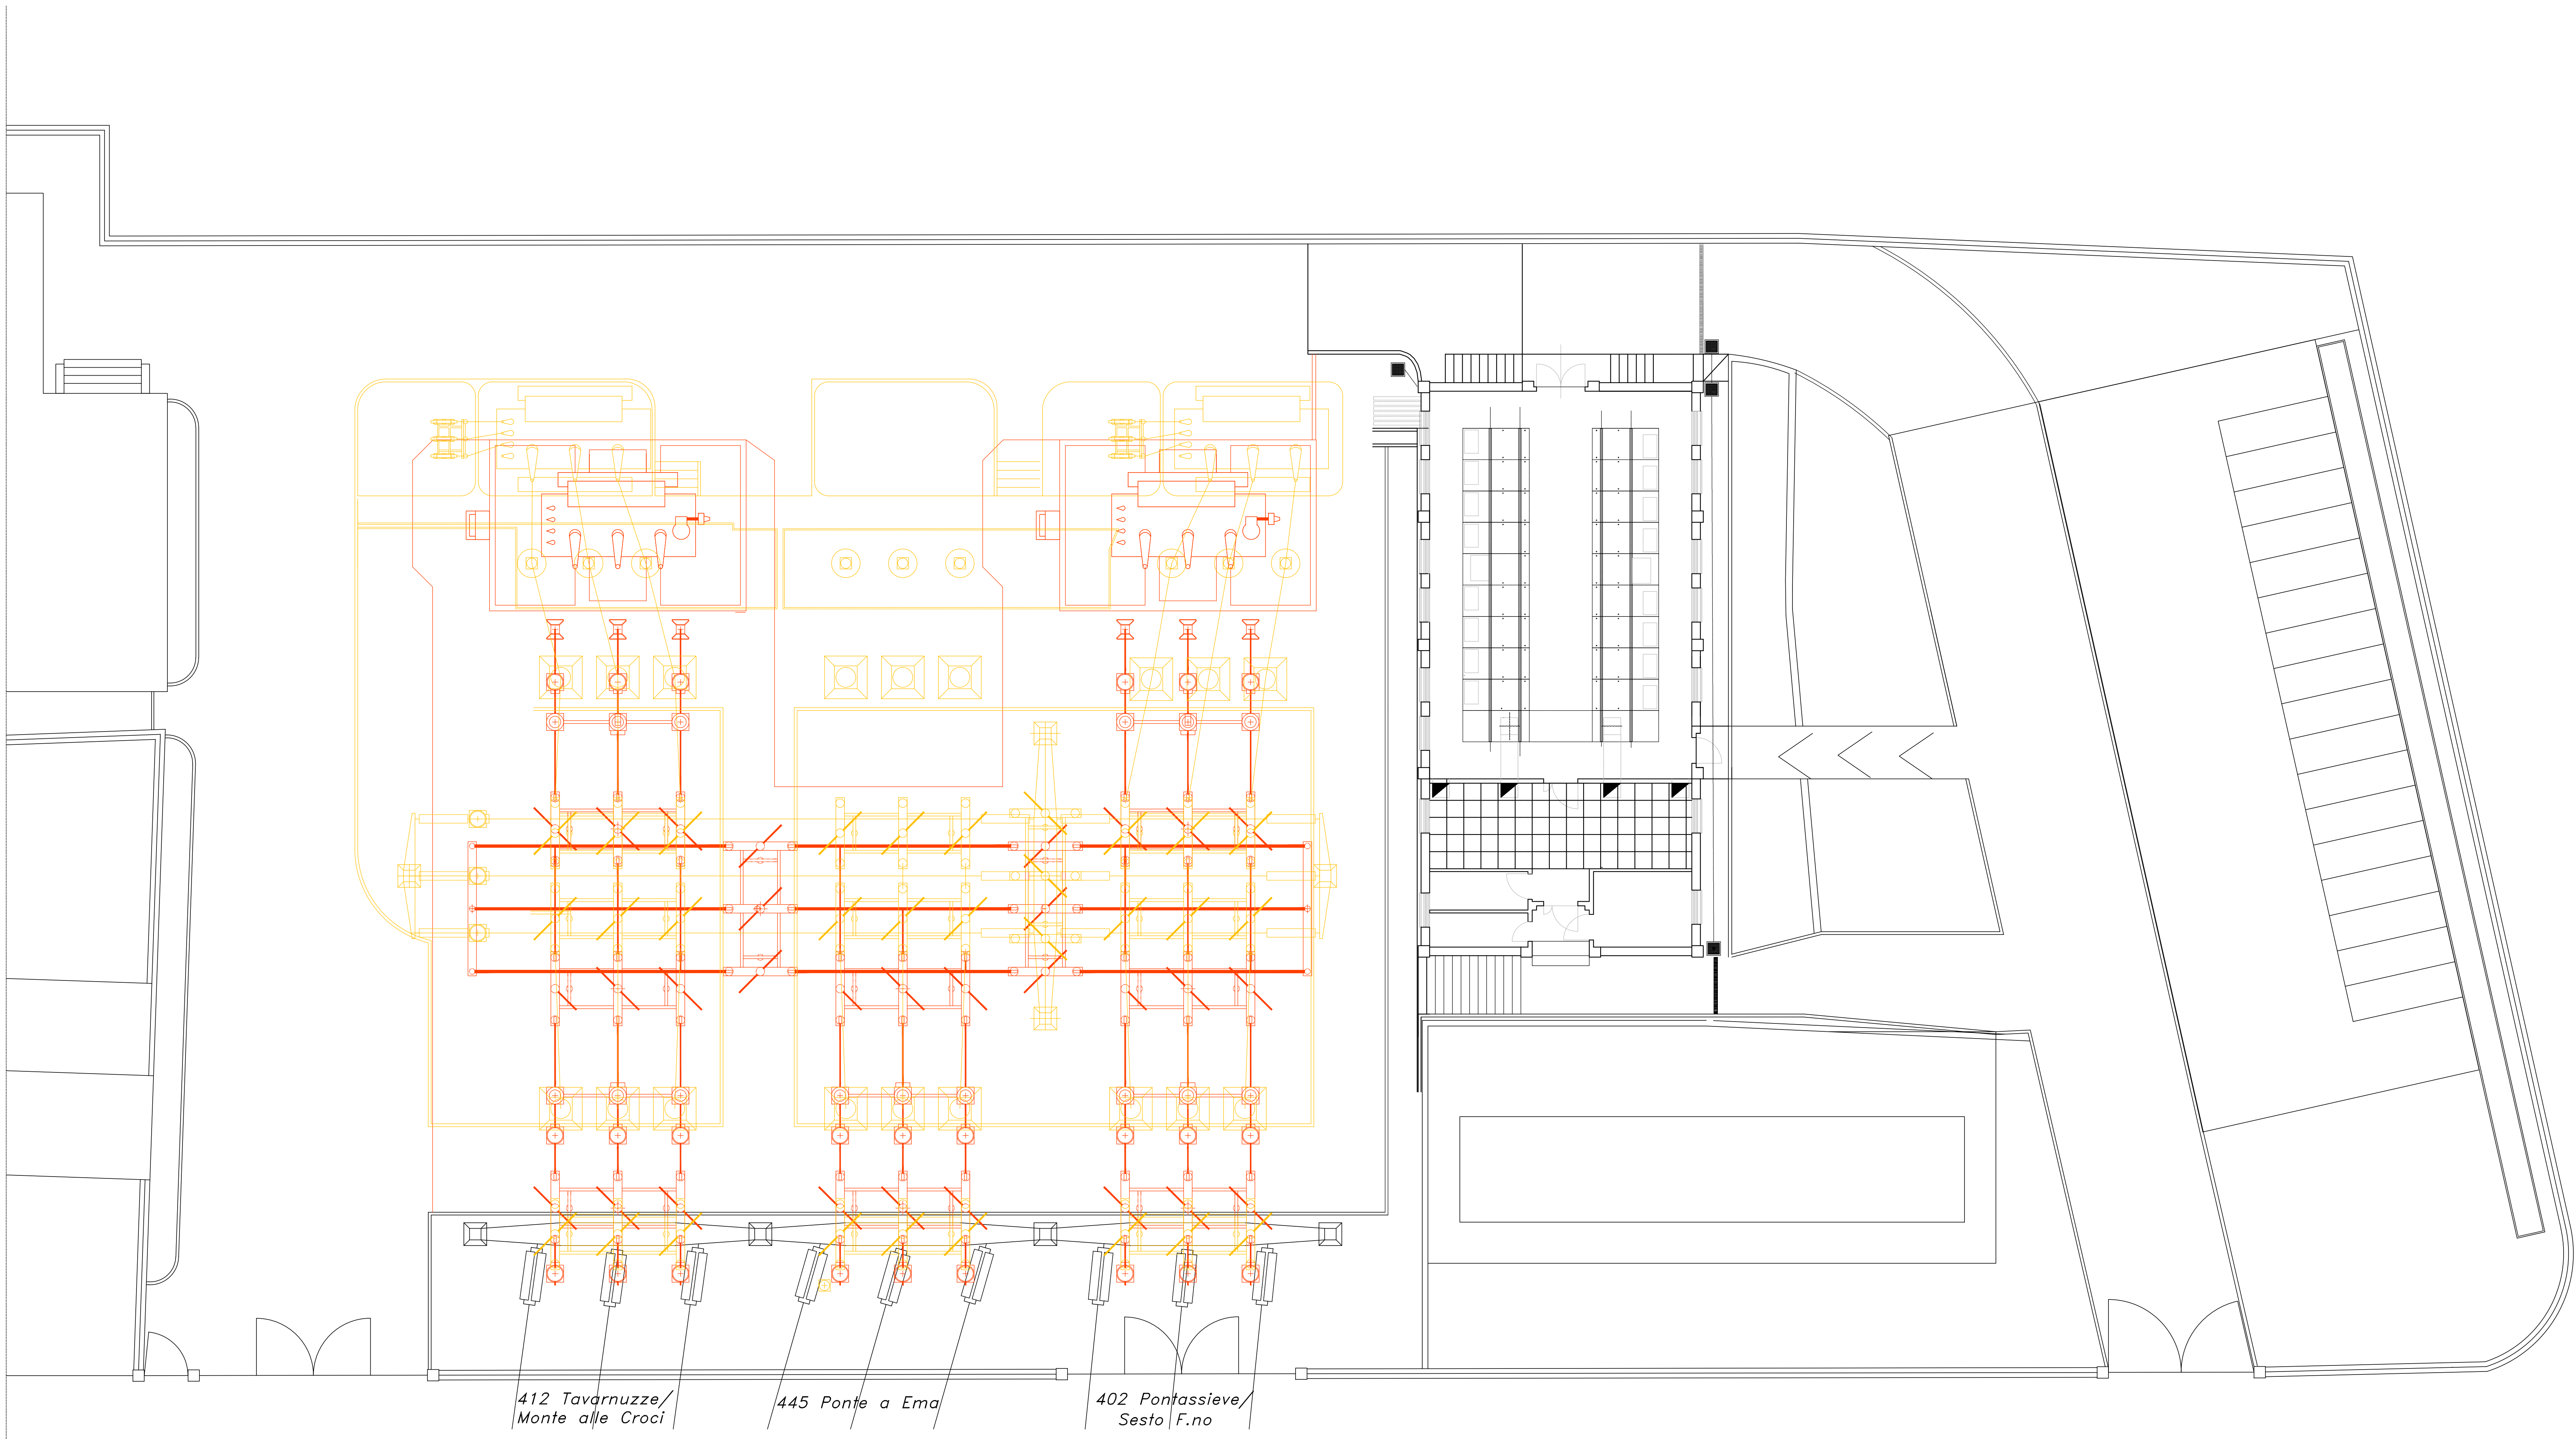 412 Tavarnuzze/
Monte alle Croci
445 Ponte a Ema
402 Pontassieve/
Sesto F.no